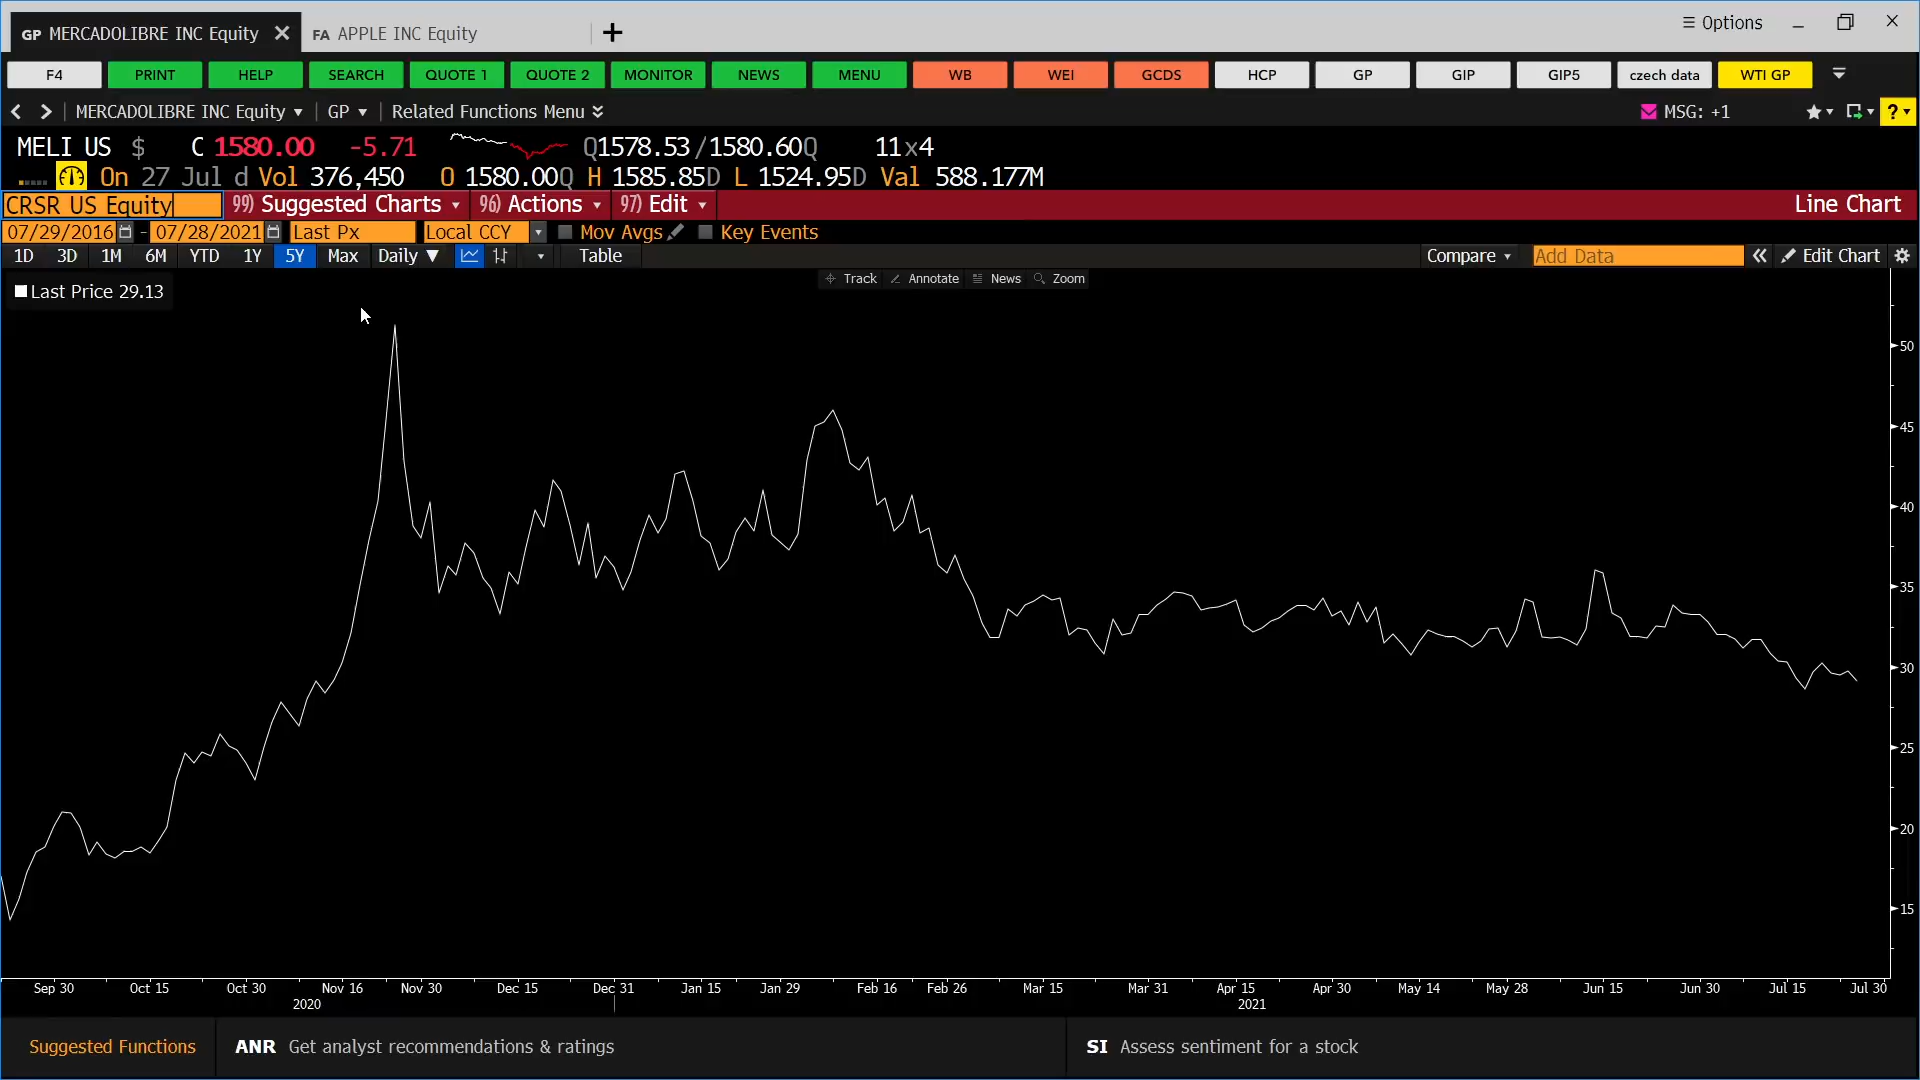 GP MERCADOLIBRE INC Equity FA APPLE INC Equity Options
F4 PRINT HELP SEARCH QUOTE 1 QUOTE 2 MONITOR NEWS MENU WB WEI GCDS HCP GP GIP GIP5 czech data WTI GP
MERCADOLIBRE INC Equity GP Related Functions Menu MSG: +1 ?
MELI US $ C 1580.00 -5.71 Q1578.53/1580.60Q 11x4
On 27 Jul d Vol 376,450 O 1580.00Q H 1585.85D L 1524.95D Val 588.177M
CRSR US Equity 99) Suggested Charts 96) Actions 97) Edit Line Chart
07/29/2016 - 07/28/2021 Last Px Local CCY Mov Avgs Key Events
1D 3D 1M 6M YTD 1Y 5Y Max Daily Table Compare Add Data Edit Chart
Track Annotate News Zoom
Last Price 29.13
50
45
40
35
30
25
20
15
Sep 30 Oct 15 Oct 30 Nov 16 Nov 30 Dec 15 Dec 31 Jan 15 Jan 29 Feb 16 Feb 26 Mar 15 Mar 31 Apr 15 Apr 30 May 14 May 28 Jun 15 Jun 30 Jul 15 Jul 30
2020 2021
Suggested Functions ANR Get analyst recommendations & ratings SI Assess sentiment for a stock